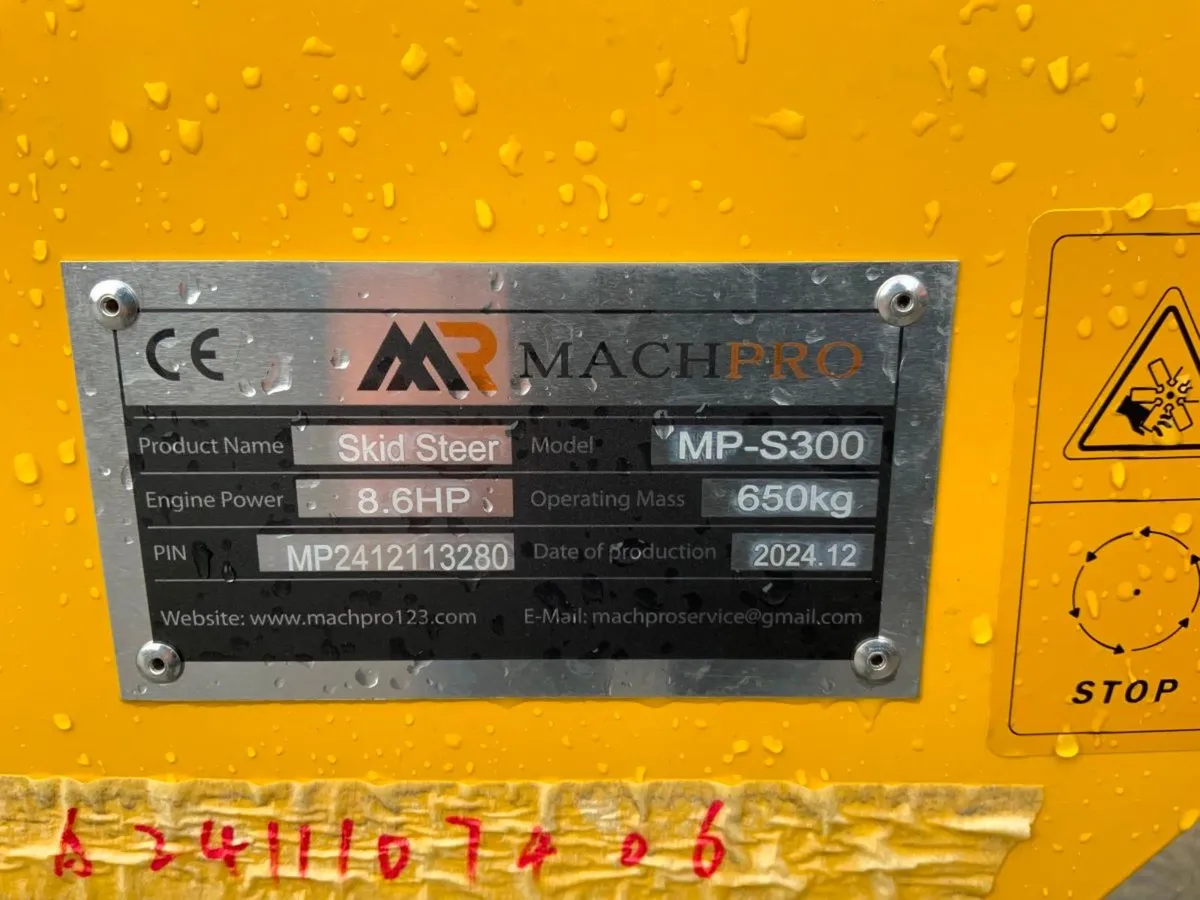 CE MR MACHPRO
Product Name Skid Steer Model MP-S300
Engine Power 8.6HP Operating Mass 650kg
PIN MP2412113280 Date of production 2024.12
Website: www.machpro123.com E-Mail: machproservice@gmail.com
STOP